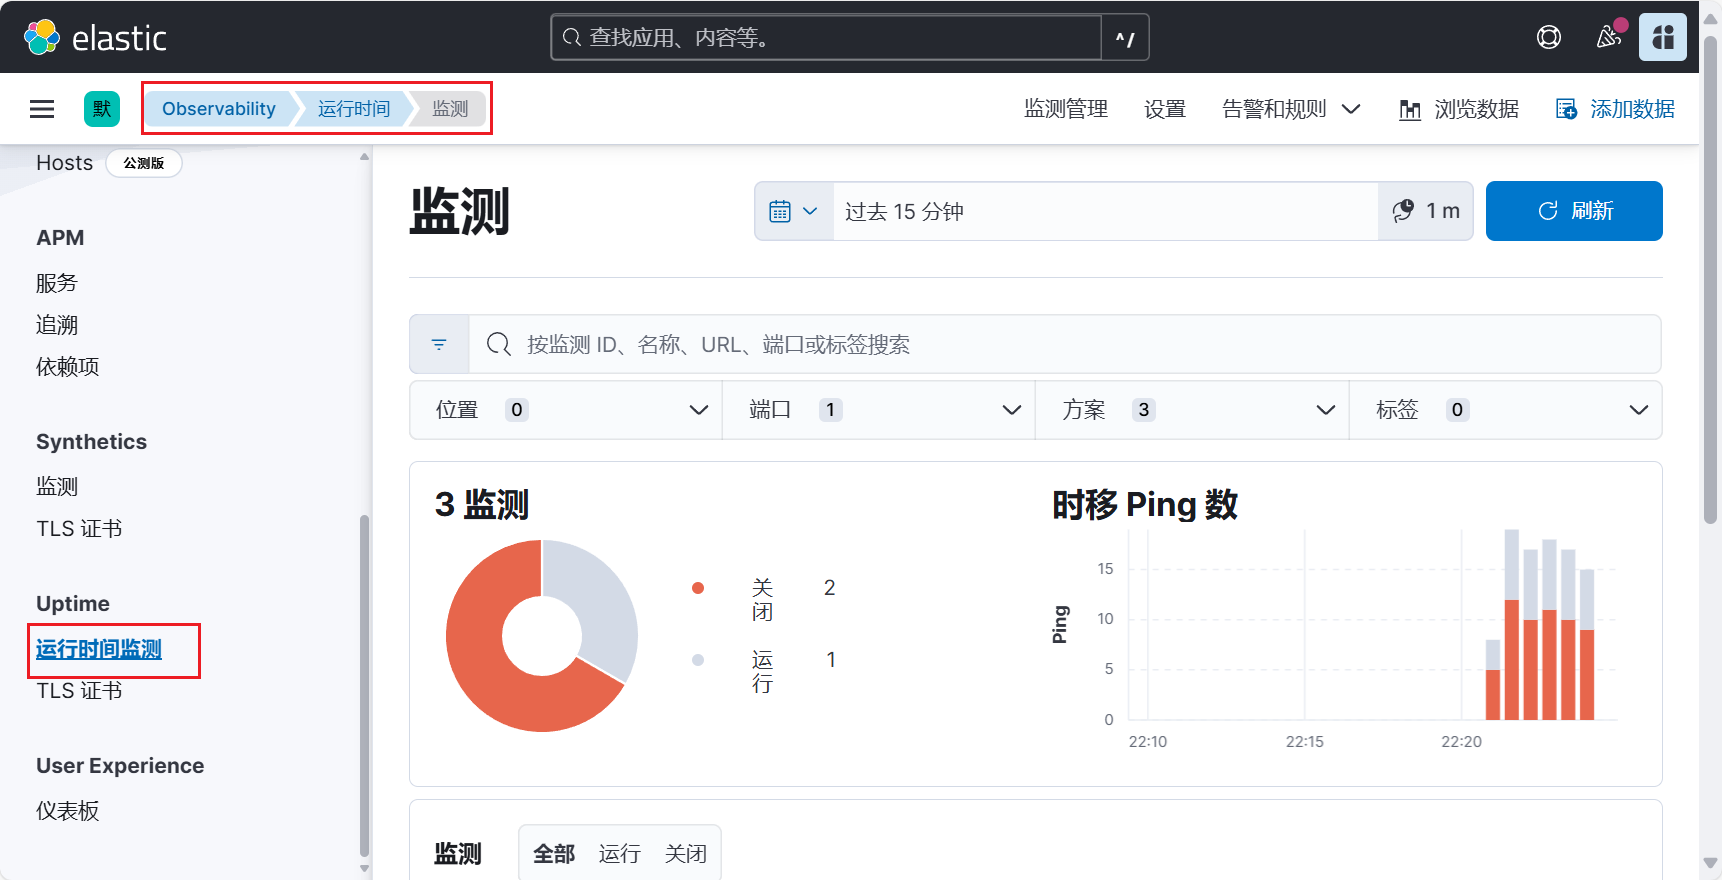 elastic
查找应用、内容等。
^/
默
Observability
运行时间
监测
监测管理
设置
告警和规则
浏览数据
添加数据
Hosts 公测版
APM
服务
追溯
依赖项
Synthetics
监测
TLS 证书
Uptime
运行时间监测
TLS 证书
User Experience
仪表板
监测
过去 15 分钟
1 m
刷新
按监测 ID、名称、URL、端口或标签搜索
位置 0
端口 1
方案 3
标签 0
3 监测
关闭 2
运行 1
时移 Ping 数
Ping
15
10
5
0
22:10
22:15
22:20
监测
全部
运行
关闭